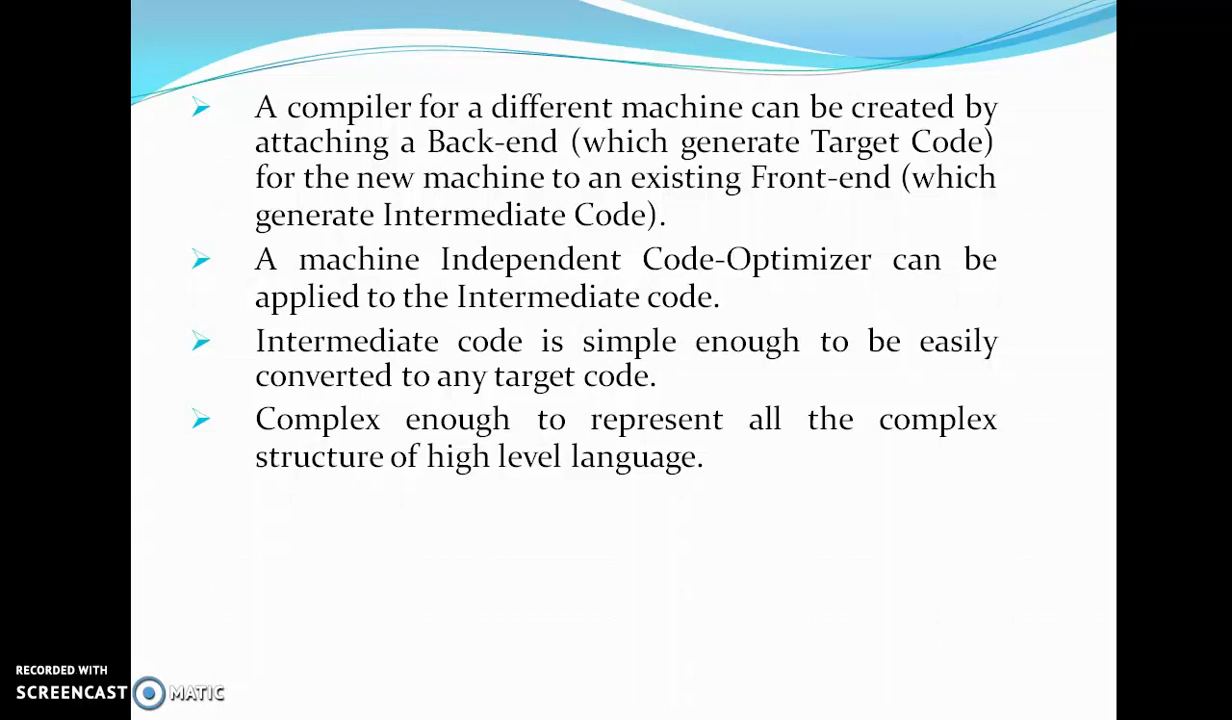 A compiler for a different machine can be created by
attaching a Back-end (which generate Target Code)
for the new machine to an existing Front-end (which
generate Intermediate Code).
A machine Independent Code-Optimizer can be
applied to the Intermediate code.
Intermediate code is simple enough to be easily
converted to any target code.
Complex enough to represent all the complex
structure of high level language.
RECORDED WITH
SCREENCAST MATIC